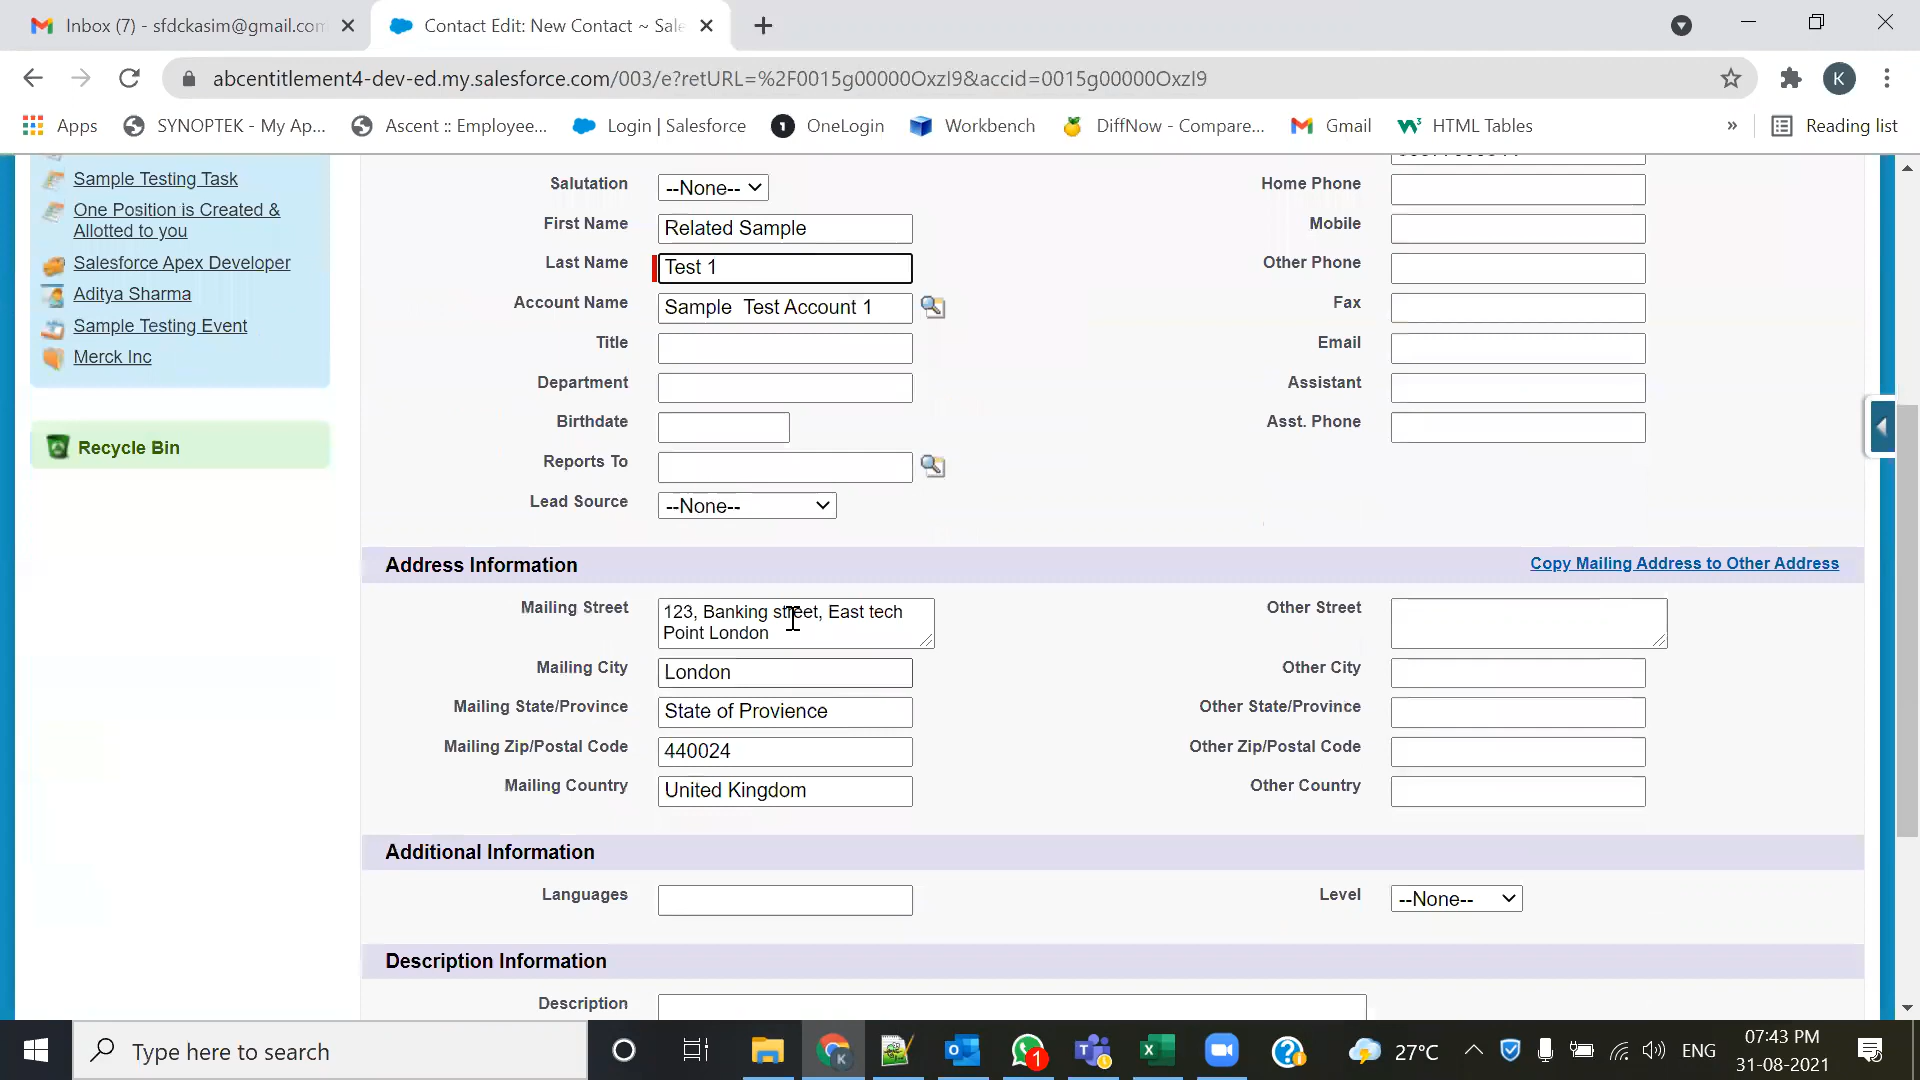 Inbox (7) - sfdckasim@gmail.com
Contact Edit: New Contact ~ Sale
abcentitlement4-dev-ed.my.salesforce.com/003/e?retURL=%2F0015g00000OxzI9&accid=0015g00000OxzI9
K
Apps
SYNOPTEK - My Ap...
Ascent :: Employee...
Login | Salesforce
OneLogin
Workbench
DiffNow - Compare...
Gmail
HTML Tables
»
Reading list
Sample Testing Task
One Position is Created &
Allotted to you
Salesforce Apex Developer
Aditya Sharma
Sample Testing Event
Merck Inc
Recycle Bin
Salutation --None-- Home Phone
First Name Related Sample Mobile
Last Name Test 1 Other Phone
Account Name Sample  Test Account 1 Fax
Title Email
Department Assistant
Birthdate Asst. Phone
Reports To
Lead Source --None--
Address Information Copy Mailing Address to Other Address
Mailing Street 123, Banking street, East tech Other Street
Point London
Mailing City London Other City
Mailing State/Province State of Provience Other State/Province
Mailing Zip/Postal Code 440024 Other Zip/Postal Code
Mailing Country United Kingdom Other Country
Additional Information
Languages Level --None--
Description Information
Description
Type here to search
1
27°C
ENG
07:43 PM
31-08-2021